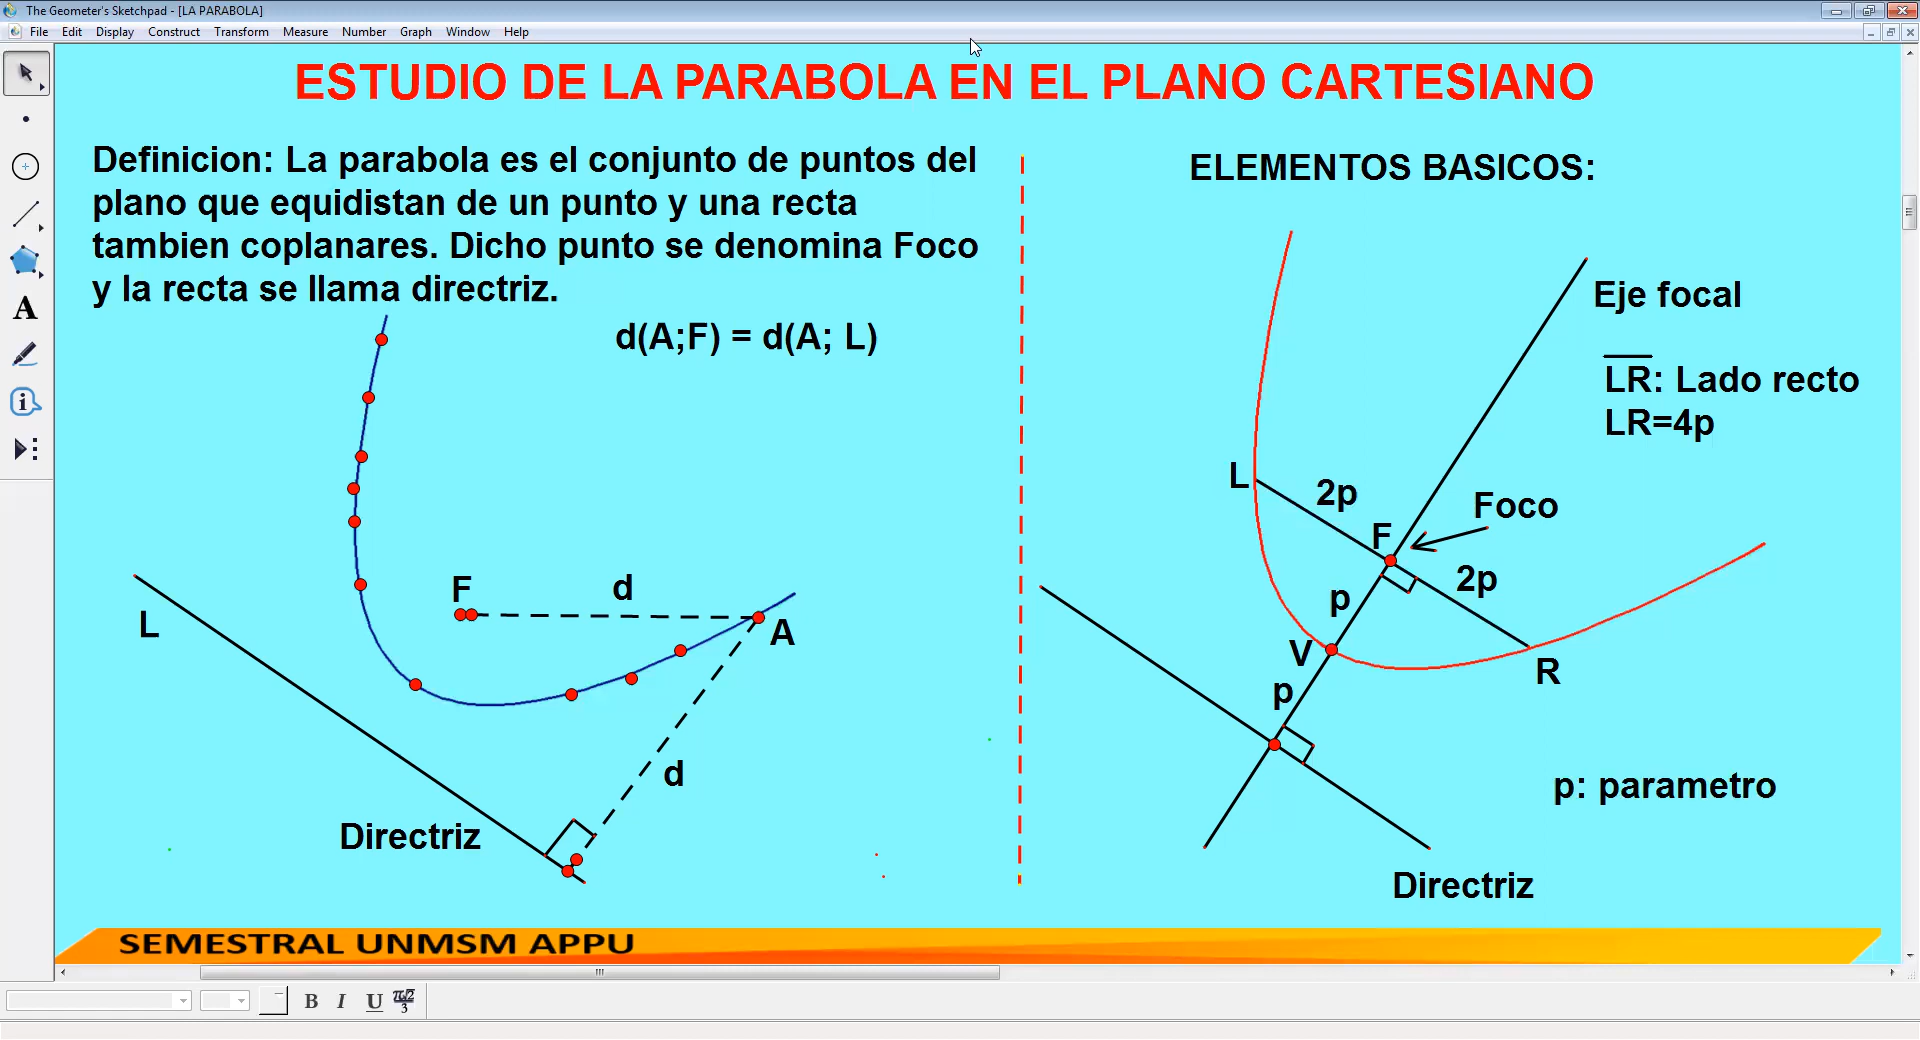 The Geometer's Sketchpad - [LA PARABOLA]
File Edit Display Construct Transform Measure Number Graph Window Help
ESTUDIO DE LA PARABOLA EN EL PLANO CARTESIANO
Definicion: La parabola es el conjunto de puntos del
plano que equidistan de un punto y una recta
tambien coplanares. Dicho punto se denomina Foco
y la recta se llama directriz.
d(A;F) = d(A; L)
F
d
A
L
d
Directriz
ELEMENTOS BASICOS:
Eje focal
LR: Lado recto
LR=4p
L
2p
Foco
F
2p
p
V
R
p
p: parametro
Directriz
SEMESTRAL UNMSM APPU
A
B I U π√2/3